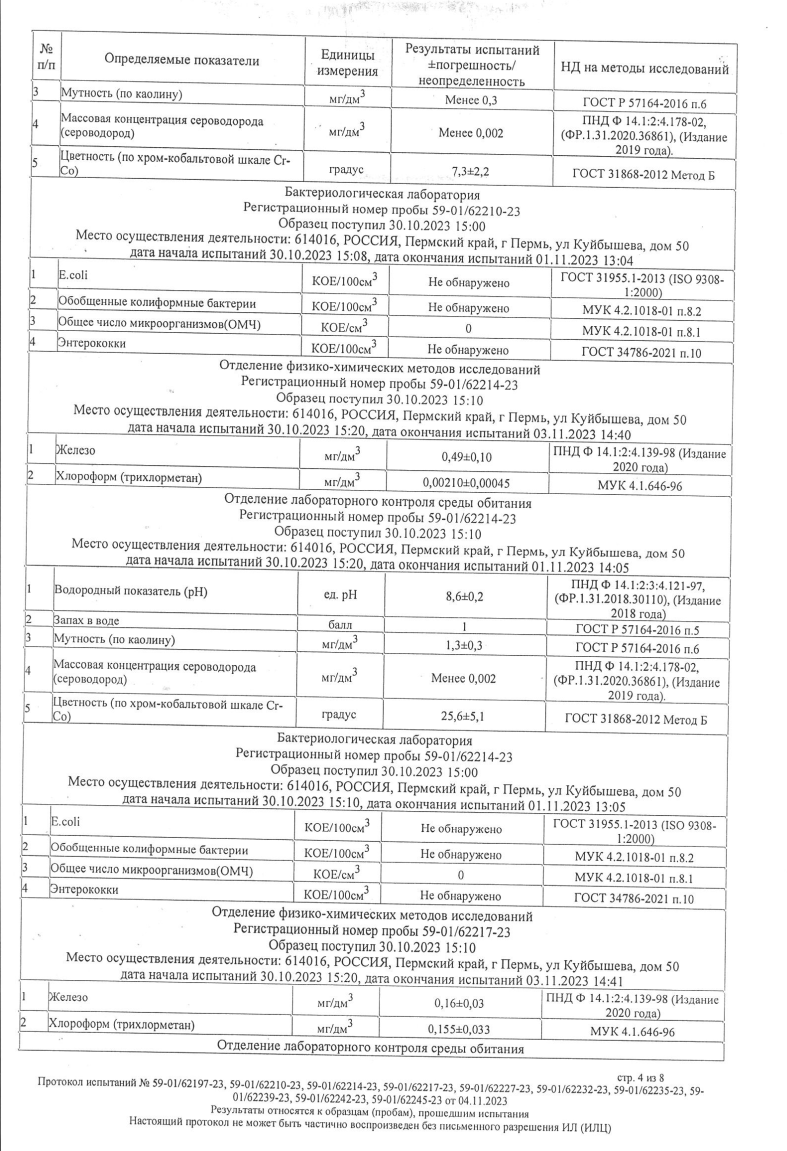 № п/п
Определяемые показатели
Единицы измерения
Результаты испытаний ±погрешность/ неопределенность
НД на методы исследований
3 Мутность (по каолину) мг/дм3 Менее 0,3 ГОСТ Р 57164-2016 п.6
4 Массовая концентрация сероводорода (сероводород) мг/дм3 Менее 0,002 ПНД Ф 14.1:2:4.178-02, (ФР.1.31.2020.36861), (Издание 2019 года).
5 Цветность (по хром-кобальтовой шкале Cr-Co) градус 7,3±2,2 ГОСТ 31868-2012 Метод Б
Бактериологическая лаборатория
Регистрационный номер пробы 59-01/62210-23
Образец поступил 30.10.2023 15:00
Место осуществления деятельности: 614016, РОССИЯ, Пермский край, г Пермь, ул Куйбышева, дом 50
дата начала испытаний 30.10.2023 15:08, дата окончания испытаний 01.11.2023 13:04
1 E.coli КОЕ/100см3 Не обнаружено ГОСТ 31955.1-2013 (ISO 9308-1:2000)
2 Обобщенные колиформные бактерии КОЕ/100см3 Не обнаружено МУК 4.2.1018-01 п.8.2
3 Общее число микроорганизмов(ОМЧ) КОЕ/см3 0 МУК 4.2.1018-01 п.8.1
4 Энтерококки КОЕ/100см3 Не обнаружено ГОСТ 34786-2021 п.10
Отделение физико-химических методов исследований
Регистрационный номер пробы 59-01/62214-23
Образец поступил 30.10.2023 15:10
Место осуществления деятельности: 614016, РОССИЯ, Пермский край, г Пермь, ул Куйбышева, дом 50
дата начала испытаний 30.10.2023 15:20, дата окончания испытаний 03.11.2023 14:40
1 Железо мг/дм3 0,49±0,10 ПНД Ф 14.1:2:4.139-98 (Издание 2020 года)
2 Хлороформ (трихлорметан) мг/дм3 0,00210±0,00045 МУК 4.1.646-96
Отделение лабораторного контроля среды обитания
Регистрационный номер пробы 59-01/62214-23
Образец поступил 30.10.2023 15:10
Место осуществления деятельности: 614016, РОССИЯ, Пермский край, г Пермь, ул Куйбышева, дом 50
дата начала испытаний 30.10.2023 15:20, дата окончания испытаний 01.11.2023 14:05
1 Водородный показатель (pH) ед. pH 8,6±0,2 ПНД Ф 14.1:2:3:4.121-97, (ФР.1.31.2018.30110), (Издание 2018 года)
2 Запах в воде балл 1 ГОСТ Р 57164-2016 п.5
3 Мутность (по каолину) мг/дм3 1,3±0,3 ГОСТ Р 57164-2016 п.6
4 Массовая концентрация сероводорода (сероводород) мг/дм3 Менее 0,002 ПНД Ф 14.1:2:4.178-02, (ФР.1.31.2020.36861), (Издание 2019 года).
5 Цветность (по хром-кобальтовой шкале Cr-Co) градус 25,6±5,1 ГОСТ 31868-2012 Метод Б
Бактериологическая лаборатория
Регистрационный номер пробы 59-01/62214-23
Образец поступил 30.10.2023 15:00
Место осуществления деятельности: 614016, РОССИЯ, Пермский край, г Пермь, ул Куйбышева, дом 50
дата начала испытаний 30.10.2023 15:10, дата окончания испытаний 01.11.2023 13:05
1 E.coli КОЕ/100см3 Не обнаружено ГОСТ 31955.1-2013 (ISO 9308-1:2000)
2 Обобщенные колиформные бактерии КОЕ/100см3 Не обнаружено МУК 4.2.1018-01 п.8.2
3 Общее число микроорганизмов(ОМЧ) КОЕ/см3 0 МУК 4.2.1018-01 п.8.1
4 Энтерококки КОЕ/100см3 Не обнаружено ГОСТ 34786-2021 п.10
Отделение физико-химических методов исследований
Регистрационный номер пробы 59-01/62217-23
Образец поступил 30.10.2023 15:10
Место осуществления деятельности: 614016, РОССИЯ, Пермский край, г Пермь, ул Куйбышева, дом 50
дата начала испытаний 30.10.2023 15:20, дата окончания испытаний 03.11.2023 14:41
1 Железо мг/дм3 0,16±0,03 ПНД Ф 14.1:2:4.139-98 (Издание 2020 года)
2 Хлороформ (трихлорметан) мг/дм3 0,155±0,033 МУК 4.1.646-96
Отделение лабораторного контроля среды обитания
стр. 4 из 8
Протокол испытаний № 59-01/62197-23, 59-01/62210-23, 59-01/62214-23, 59-01/62217-23, 59-01/62227-23, 59-01/62232-23, 59-01/62235-23, 59-
01/62239-23, 59-01/62242-23, 59-01/62245-23 от 04.11.2023
Результаты относятся к образцам (пробам), прошедшим испытания
Настоящий протокол не может быть частично воспроизведен без письменного разрешения ИЛ (ИЛЦ)